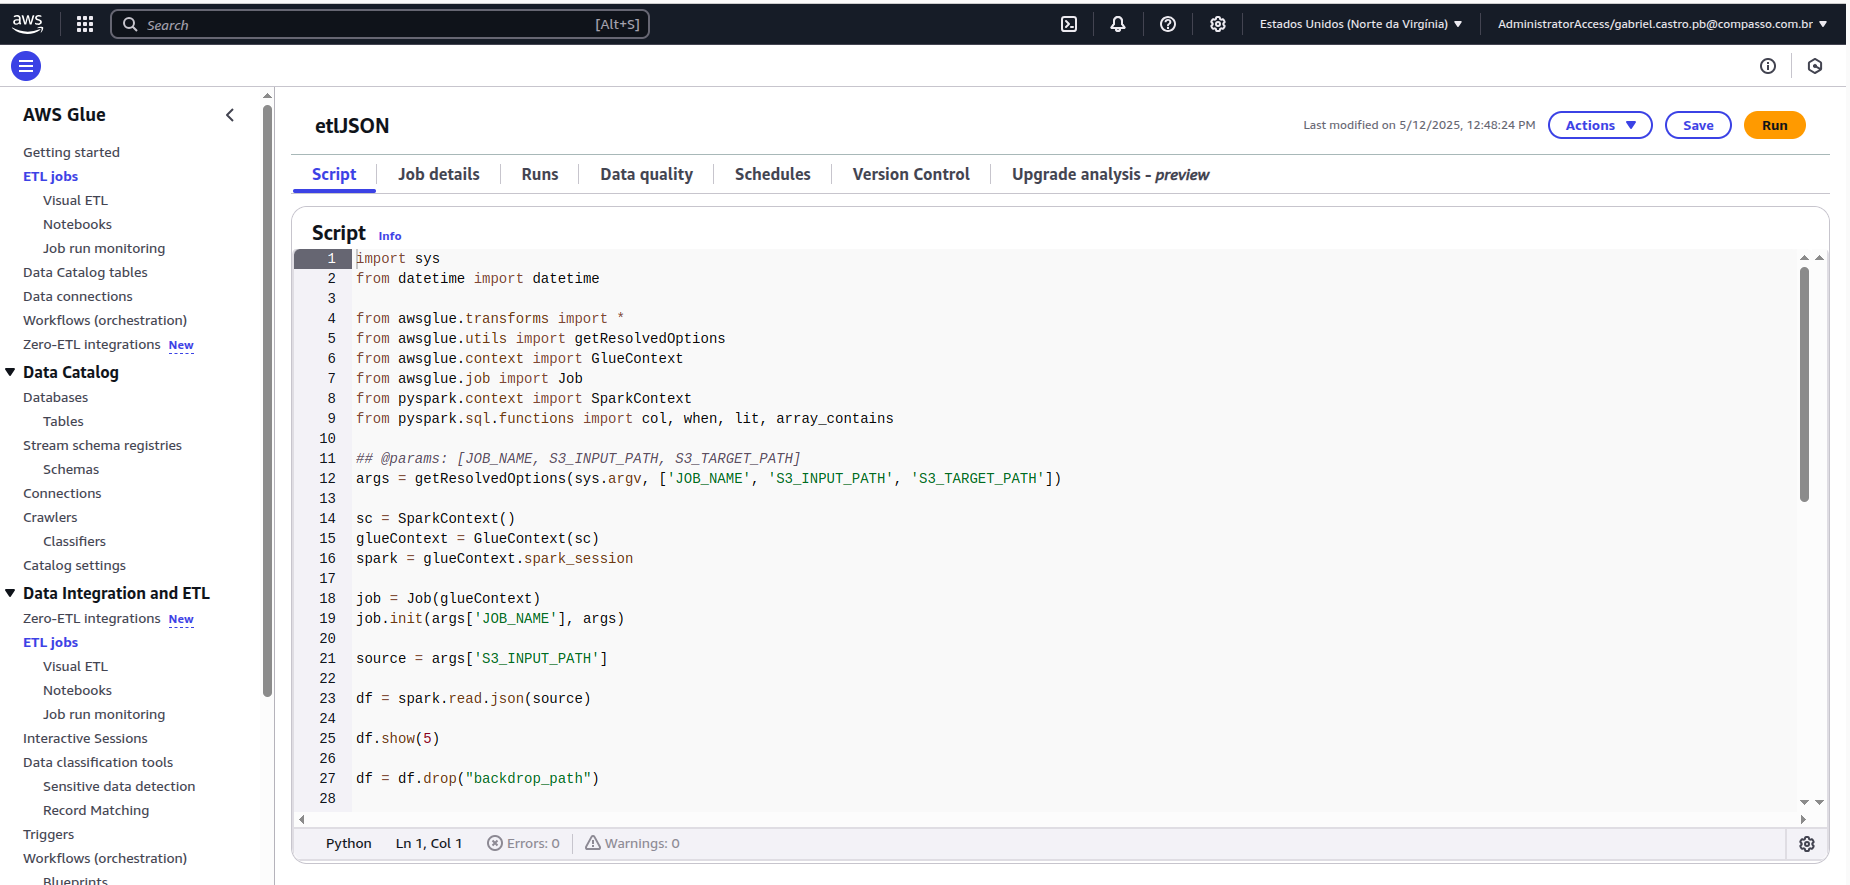 aws
Search
[Alt+S]
Estados Unidos (Norte da Virgínia)
AdministratorAccess/gabriel.castro.pb@compasso.com.br
AWS Glue
Getting started
ETL jobs
Visual ETL
Notebooks
Job run monitoring
Data Catalog tables
Data connections
Workflows (orchestration)
Zero-ETL integrations New
Data Catalog
Databases
Tables
Stream schema registries
Schemas
Connections
Crawlers
Classifiers
Catalog settings
Data Integration and ETL
Zero-ETL integrations New
ETL jobs
Visual ETL
Notebooks
Job run monitoring
Interactive Sessions
Data classification tools
Sensitive data detection
Record Matching
Triggers
Workflows (orchestration)
Blueprints
etlJSON
Last modified on 5/12/2025, 12:48:24 PM
Actions
Save
Run
Script
Job details
Runs
Data quality
Schedules
Version Control
Upgrade analysis - preview
Script Info
1 import sys
2 from datetime import datetime
3
4 from awsglue.transforms import *
5 from awsglue.utils import getResolvedOptions
6 from awsglue.context import GlueContext
7 from awsglue.job import Job
8 from pyspark.context import SparkContext
9 from pyspark.sql.functions import col, when, lit, array_contains
10
11 ## @params: [JOB_NAME, S3_INPUT_PATH, S3_TARGET_PATH]
12 args = getResolvedOptions(sys.argv, ['JOB_NAME', 'S3_INPUT_PATH', 'S3_TARGET_PATH'])
13
14 sc = SparkContext()
15 glueContext = GlueContext(sc)
16 spark = glueContext.spark_session
17
18 job = Job(glueContext)
19 job.init(args['JOB_NAME'], args)
20
21 source = args['S3_INPUT_PATH']
22
23 df = spark.read.json(source)
24
25 df.show(5)
26
27 df = df.drop("backdrop_path")
28
Python Ln 1, Col 1 Errors: 0 Warnings: 0